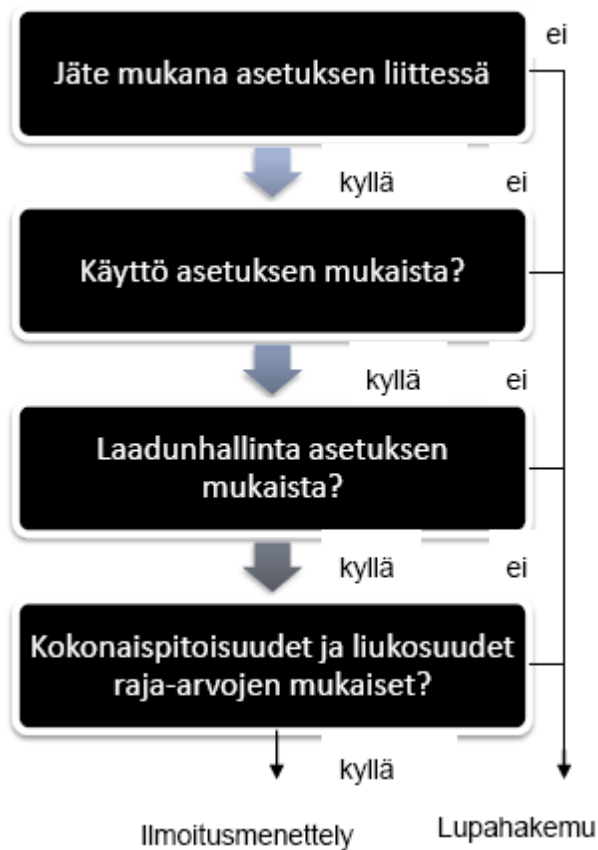 ei
Jäte mukana asetuksen liittessä
kyllä ei
Käyttö asetuksen mukaista?
kyllä ei
Laadunhallinta asetuksen
mukaista?
kyllä ei
Kokonaispitoisuudet ja liukosuudet
raja-arvojen mukaiset?
kyllä
Ilmoitusmenettely Lupahakemu